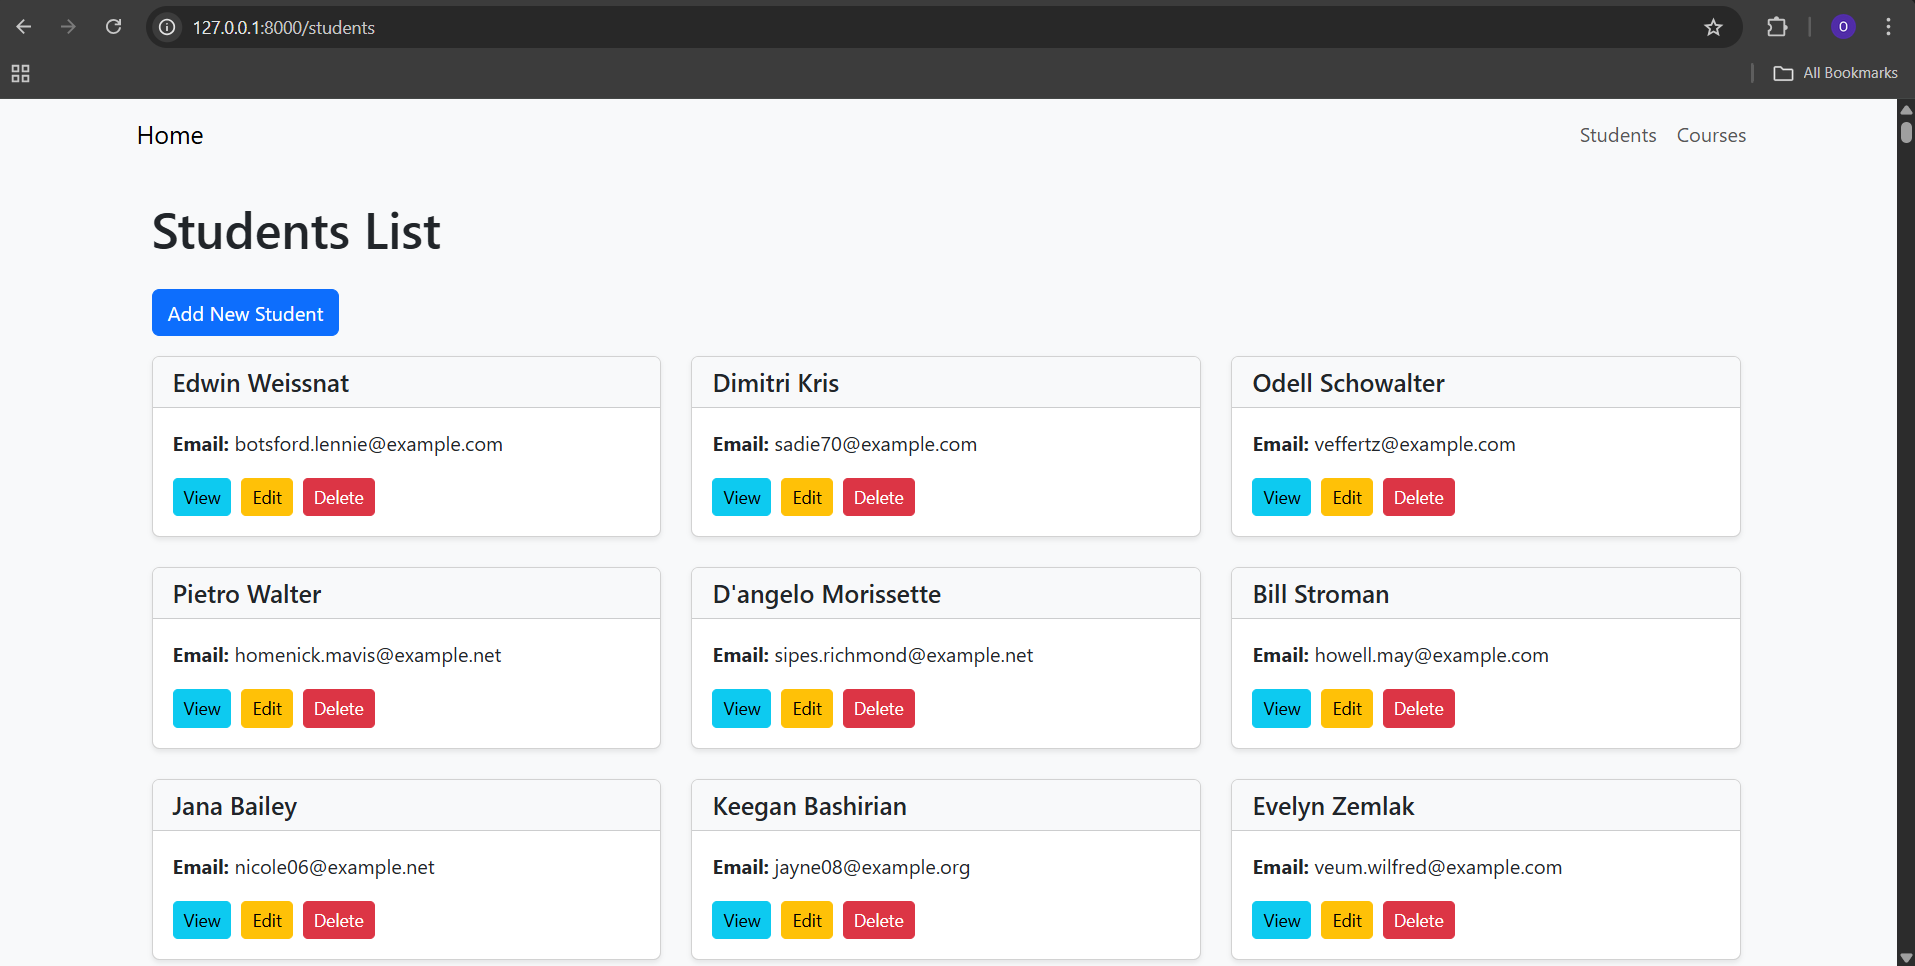 127.0.0.1:8000/students
O
All Bookmarks
Home
Students Courses
Students List
Add New Student
Edwin Weissnat
Email: botsford.lennie@example.com
View Edit Delete
Dimitri Kris
Email: sadie70@example.com
View Edit Delete
Odell Schowalter
Email: veffertz@example.com
View Edit Delete
Pietro Walter
Email: homenick.mavis@example.net
View Edit Delete
D'angelo Morissette
Email: sipes.richmond@example.net
View Edit Delete
Bill Stroman
Email: howell.may@example.com
View Edit Delete
Jana Bailey
Email: nicole06@example.net
View Edit Delete
Keegan Bashirian
Email: jayne08@example.org
View Edit Delete
Evelyn Zemlak
Email: veum.wilfred@example.com
View Edit Delete